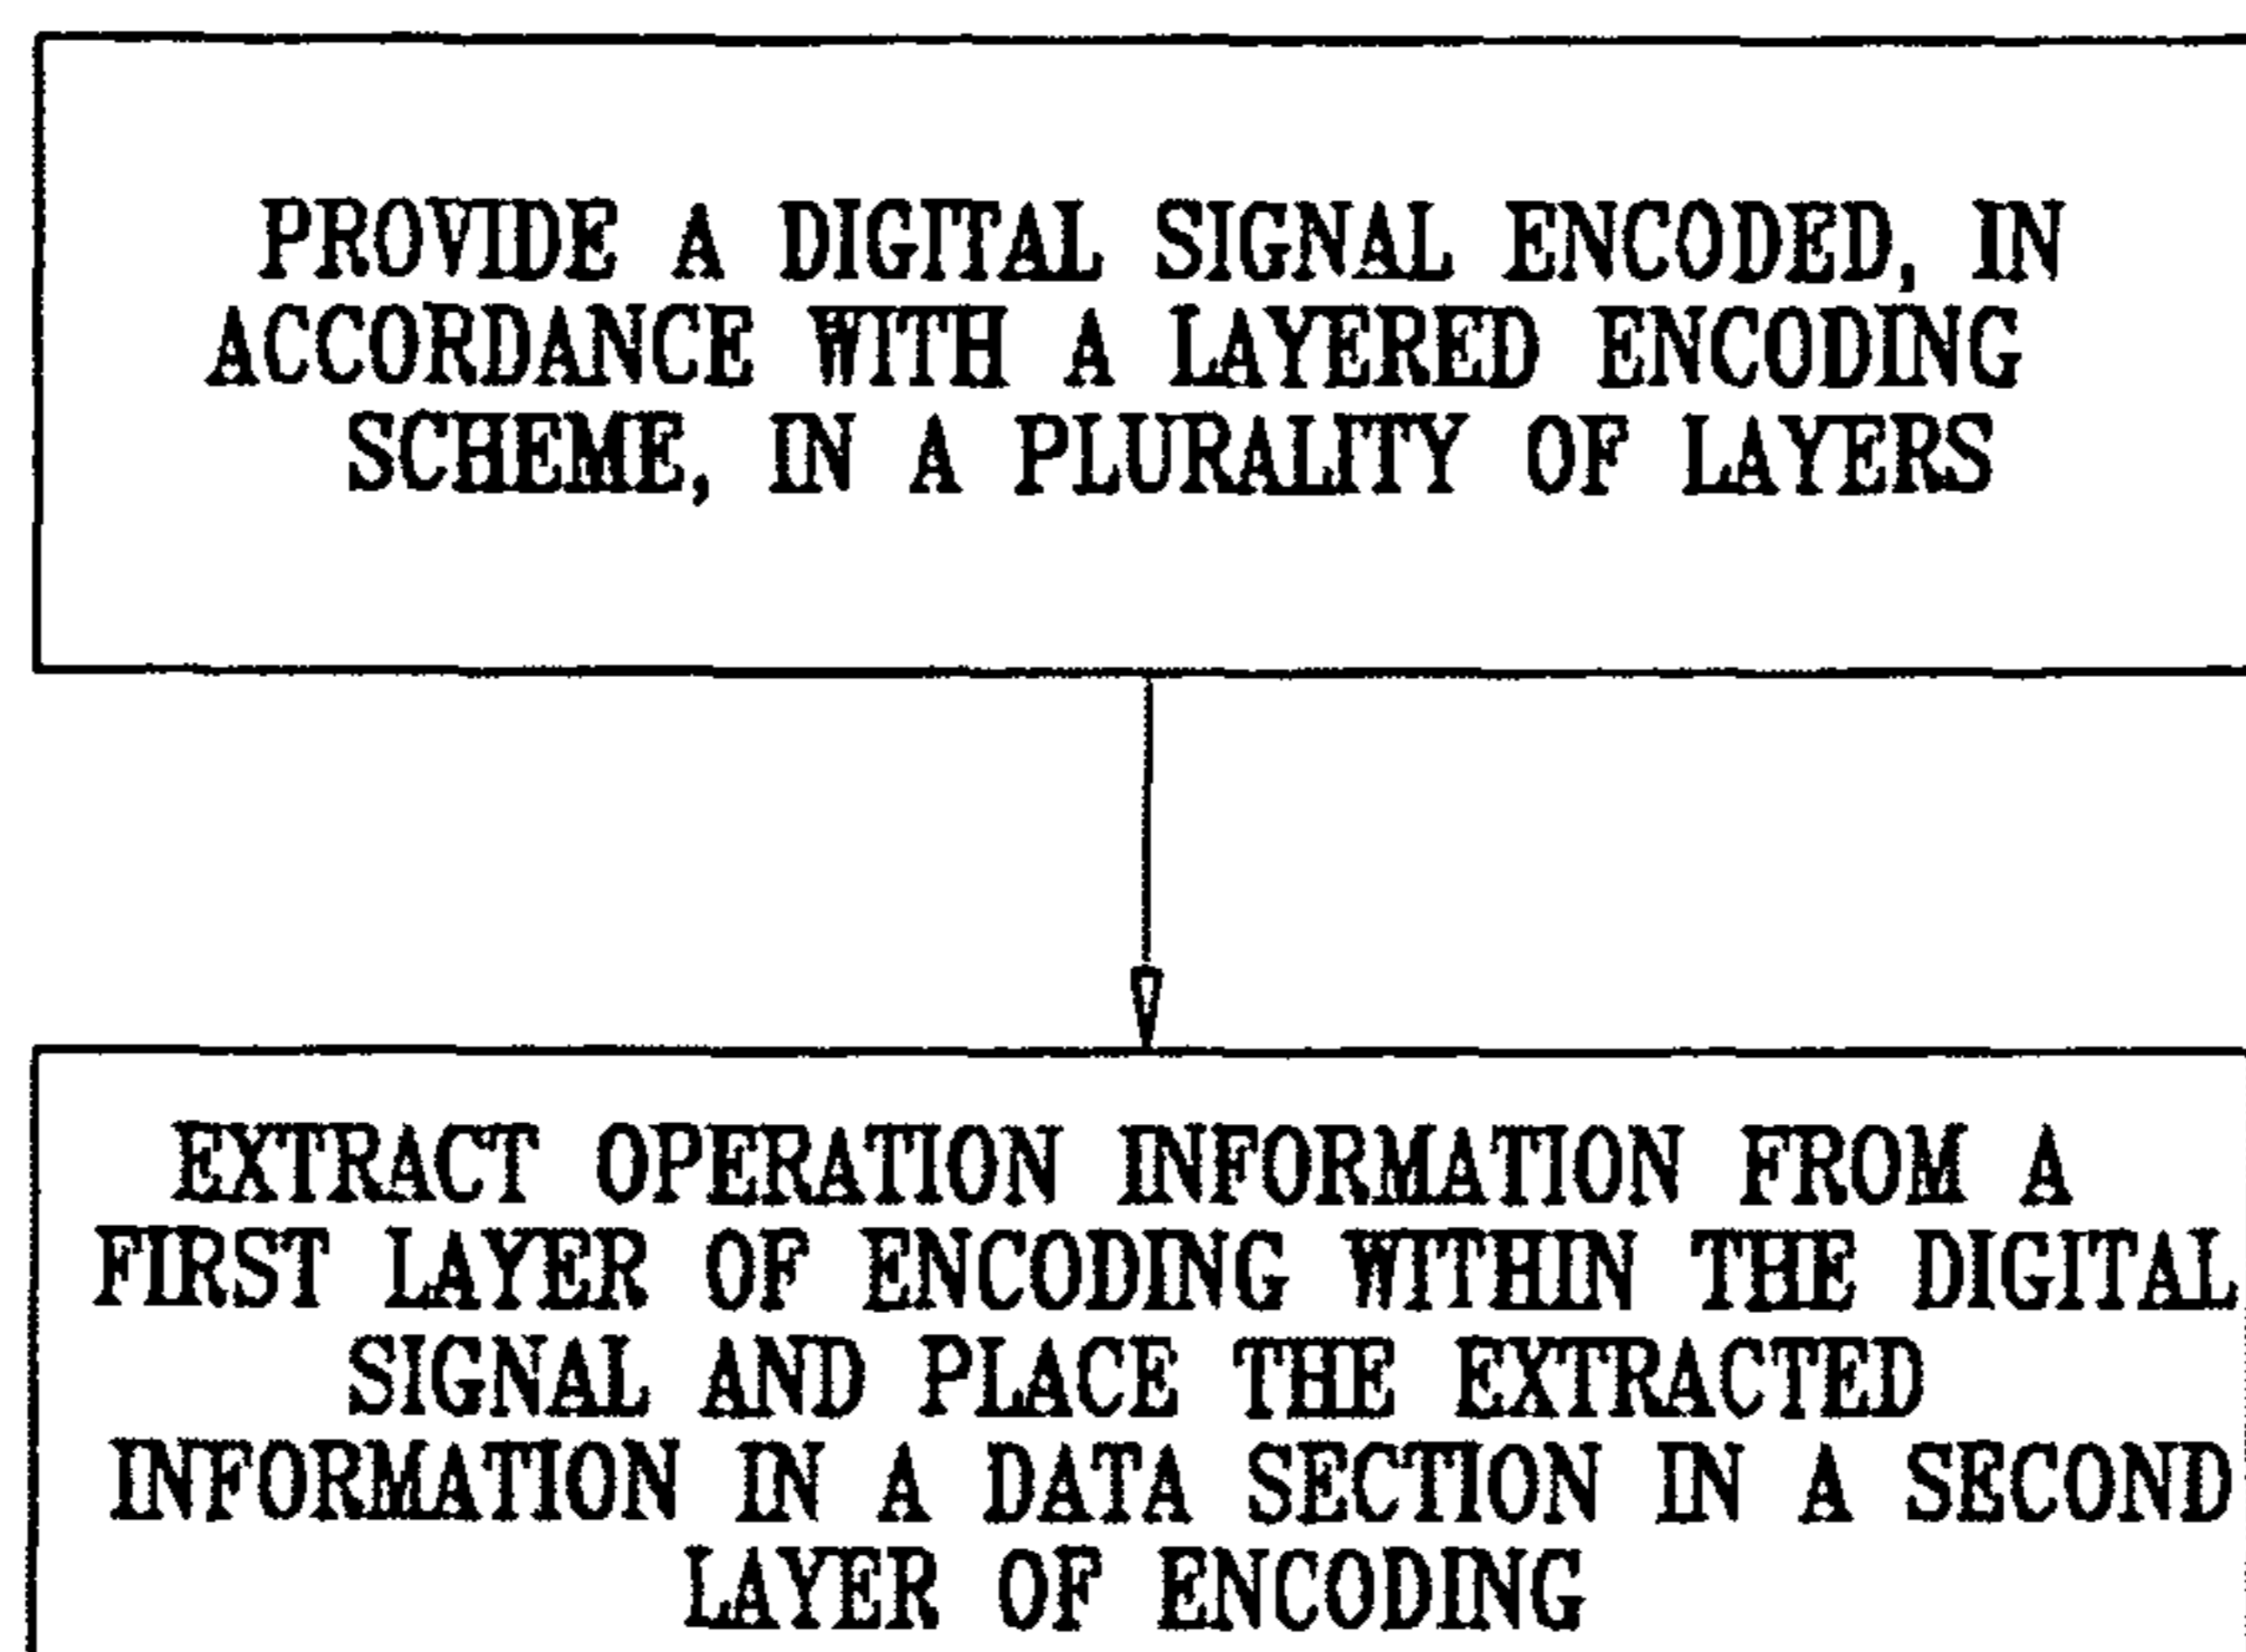 PROVIDE A DIGITAL SIGNAL ENCODED, IN
ACCORDANCE WITH A LAYERED ENCODING
SCHEME, IN A PLURALITY OF LAYERS
EXTRACT OPERATION INFORMATION FROM A
FIRST LAYER OF ENCODING WITHIN THE DIGITAL
SIGNAL AND PLACE THE EXTRACTED
INFORMATION IN A DATA SECTION IN A SECOND
LAYER OF ENCODING